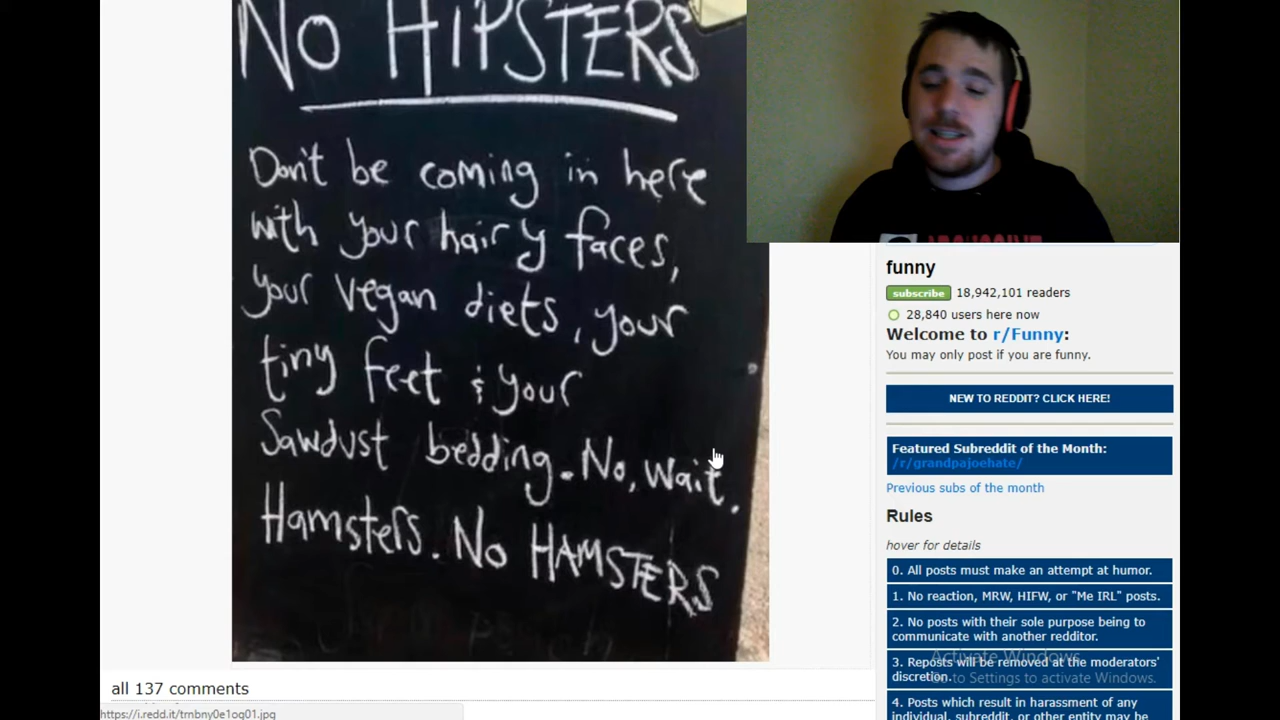 NO HIPSTERS
Don't be coming in here
with your hairy faces,
your vegan diets, your
tiny feet & your
Sawdust bedding. No, wait.
Hamsters. No HAMSTERS
funny
subscribe 18,942,101 readers
28,840 users here now
Welcome to r/Funny:
You may only post if you are funny.
NEW TO REDDIT? CLICK HERE!
Featured Subreddit of the Month:
/r/grandpajoehate/
Previous subs of the month
Rules
hover for details
0. All posts must make an attempt at humor.
1. No reaction, MRW, HIFW, or "Me IRL" posts.
2. No posts with their sole purpose being to
communicate with another redditor.
3. Reposts will be removed at the moderators'
discretion.
Activate Windows
Go to Settings to activate Windows.
4. Posts which result in harassment of any
individual, subreddit, or other entity may be
all 137 comments